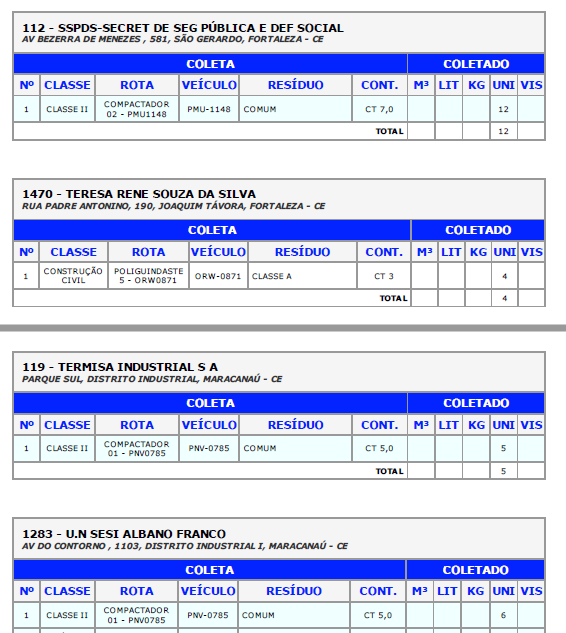 112 - SSPDS-SECRET DE SEG PÚBLICA E DEF SOCIAL
AV BEZERRA DE MENEZES , 581, SÃO GERARDO, FORTALEZA - CE
COLETA COLETADO
Nº CLASSE ROTA VEÍCULO RESÍDUO CONT. M³ LIT KG UNI VIS
1 CLASSE II COMPACTADOR 02 - PMU1148 PMU-1148 COMUM CT 7,0 12
TOTAL 12
1470 - TERESA RENE SOUZA DA SILVA
RUA PADRE ANTONINO, 190, JOAQUIM TÁVORA, FORTALEZA - CE
COLETA COLETADO
Nº CLASSE ROTA VEÍCULO RESÍDUO CONT. M³ LIT KG UNI VIS
1 CONSTRUÇÃO CIVIL POLIGUINDASTE 5 - ORW0871 ORW-0871 CLASSE A CT 3 4
TOTAL 4
119 - TERMISA INDUSTRIAL S A
PARQUE SUL, DISTRITO INDUSTRIAL, MARACANAÚ - CE
COLETA COLETADO
Nº CLASSE ROTA VEÍCULO RESÍDUO CONT. M³ LIT KG UNI VIS
1 CLASSE II COMPACTADOR 01 - PNV0785 PNV-0785 COMUM CT 5,0 5
TOTAL 5
1283 - U.N SESI ALBANO FRANCO
AV DO CONTORNO , 1103, DISTRITO INDUSTRIAL I, MARACANAÚ - CE
COLETA COLETADO
Nº CLASSE ROTA VEÍCULO RESÍDUO CONT. M³ LIT KG UNI VIS
1 CLASSE II COMPACTADOR 01 - PNV0785 PNV-0785 COMUM CT 5,0 6